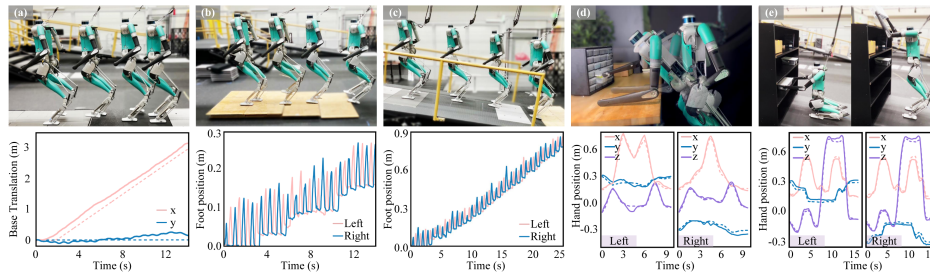 (a)
(b)
(c)
(d)
(e)
Base Translation (m)
3
2
1
0
x
y
0
4
8
12
Time (s)
Foot position (m)
0.3
0.2
0.1
0.0
Left
Right
0
4
8
12
Time (s)
Foot position (m)
0.9
0.6
0.3
0.0
Left
Right
0
5
10
15
20
25
Time (s)
Hand position (m)
0.6
0.3
0.0
-0.3
x
y
z
Left
Right
0
3
6
9
0
3
6
9
Time (s)
Hand position (m)
0.6
0.3
0.0
-0.3
x
y
z
Left
Right
0
5
10
15
0
5
10
15
Time (s)